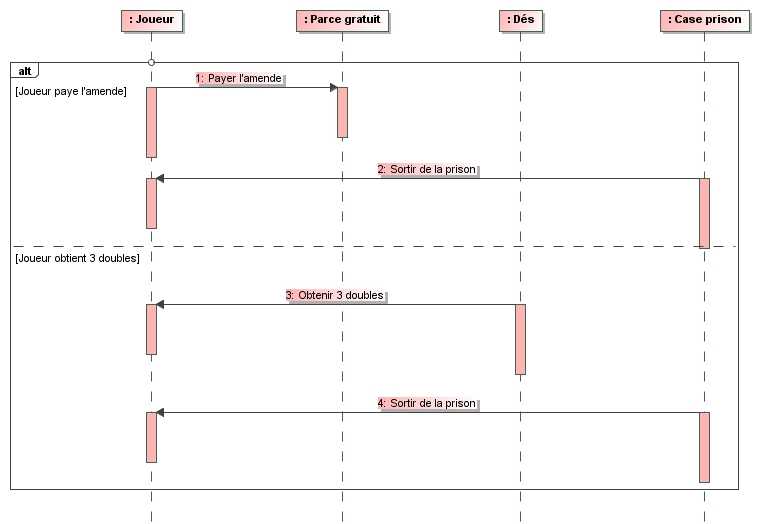 : Joueur
: Parce gratuit
: Dés
: Case prison
alt
1: Payer l'amende
[Joueur paye l'amende]
2: Sortir de la prison
[Joueur obtient 3 doubles]
3: Obtenir 3 doubles
4: Sortir de la prison